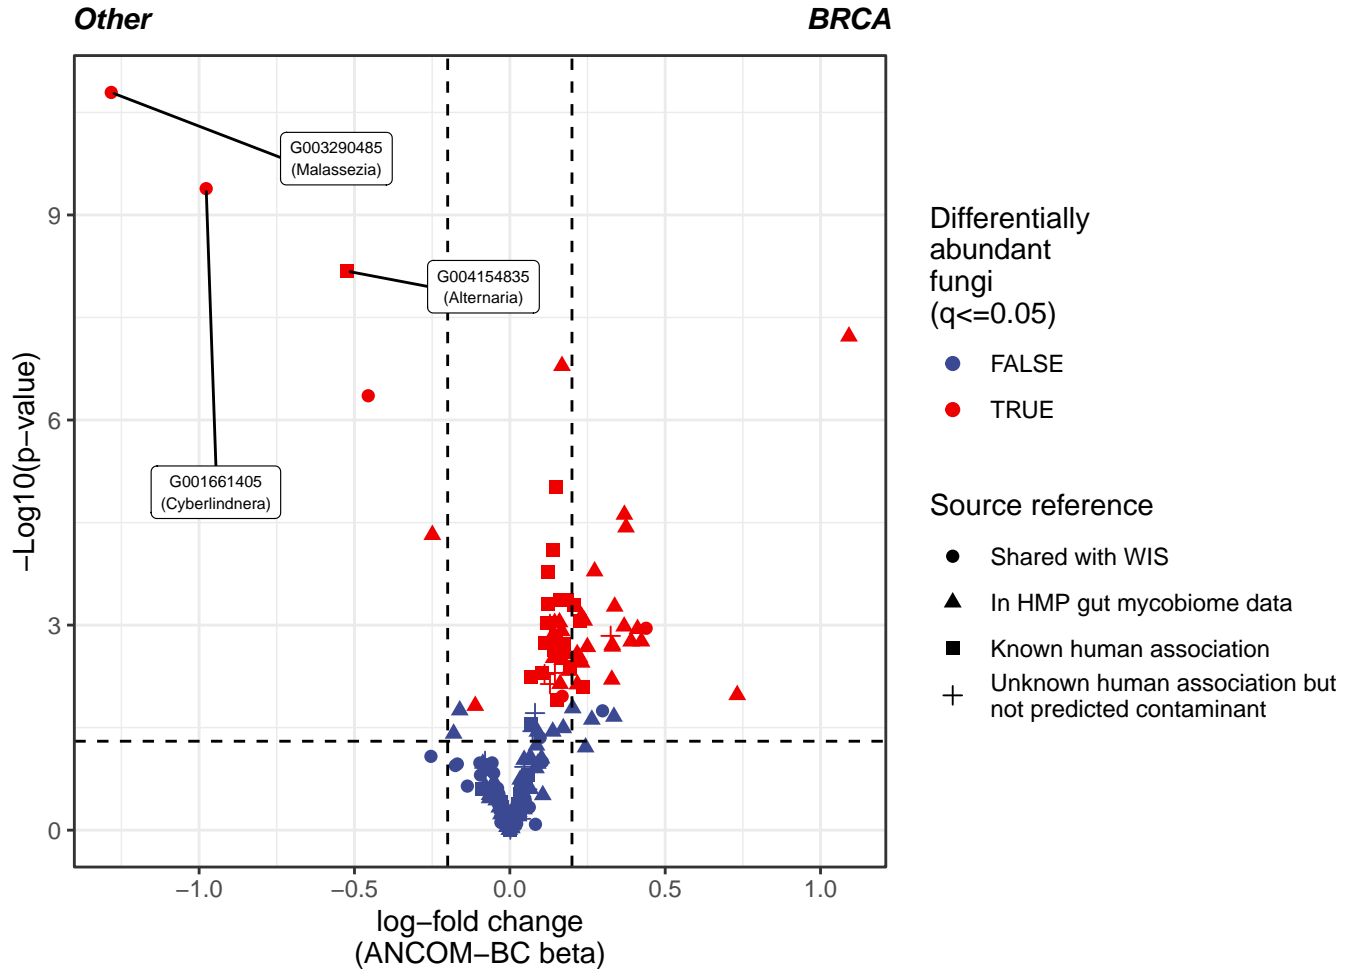 Other
BRCA
G003290485
(Malassezia)
G004154835
(Alternaria)
G001661405
(Cyberlindnera)
−Log10(p−value)
9
6
3
0
−1.0
−0.5
0.0
0.5
1.0
log−fold change
(ANCOM−BC beta)
Differentially
abundant
fungi
(q<=0.05)
FALSE
TRUE
Source reference
Shared with WIS
In HMP gut mycobiome data
Known human association
Unknown human association but
not predicted contaminant